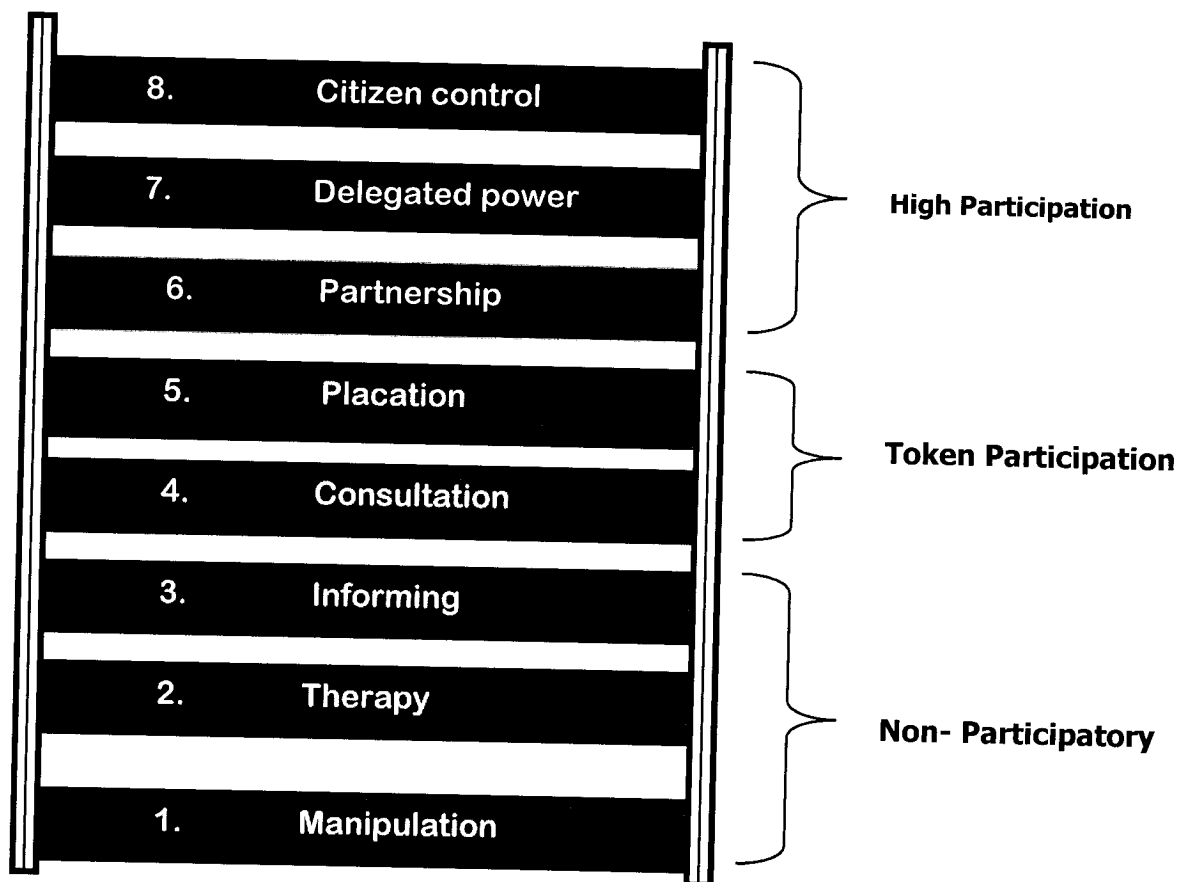 8. Citizen control
7. Delegated power
High Participation
6. Partnership
5. Placation
Token Participation
4. Consultation
3. Informing
2. Therapy
Non- Participatory
1. Manipulation